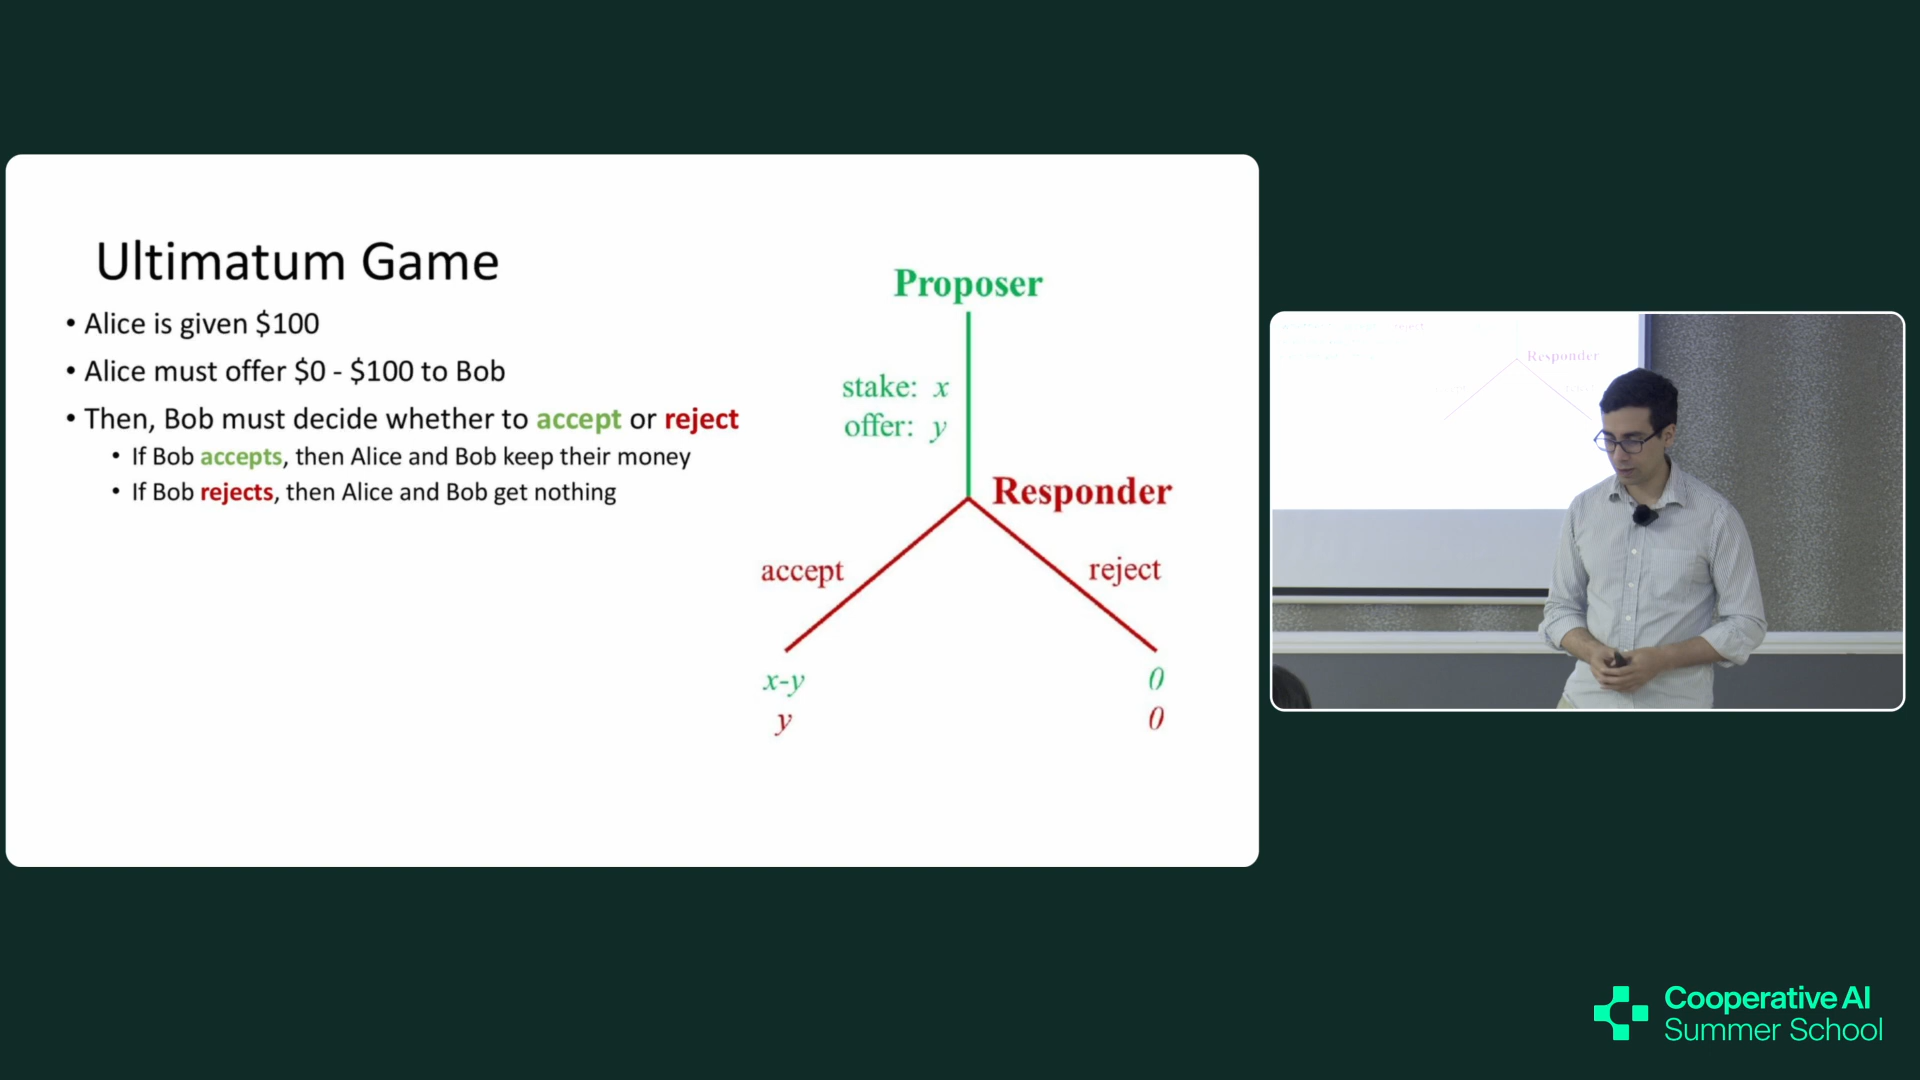 Ultimatum Game
• Alice is given $100
• Alice must offer $0 - $100 to Bob
• Then, Bob must decide whether to accept or reject
• If Bob accepts, then Alice and Bob keep their money
• If Bob rejects, then Alice and Bob get nothing
Proposer
stake: x
offer: y
Responder
accept
reject
x-y
y
0
0
Responder
Cooperative AI
Summer School